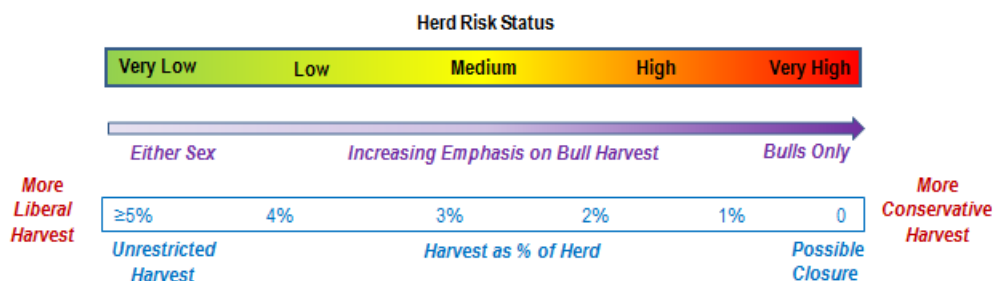 Herd Risk Status
Very Low Low Medium High Very High
Either Sex Increasing Emphasis on Bull Harvest Bulls Only
More
Liberal
Harvest
≥5% 4% 3% 2% 1% 0
More
Conservative
Harvest
Unrestricted
Harvest
Harvest as % of Herd
Possible
Closure